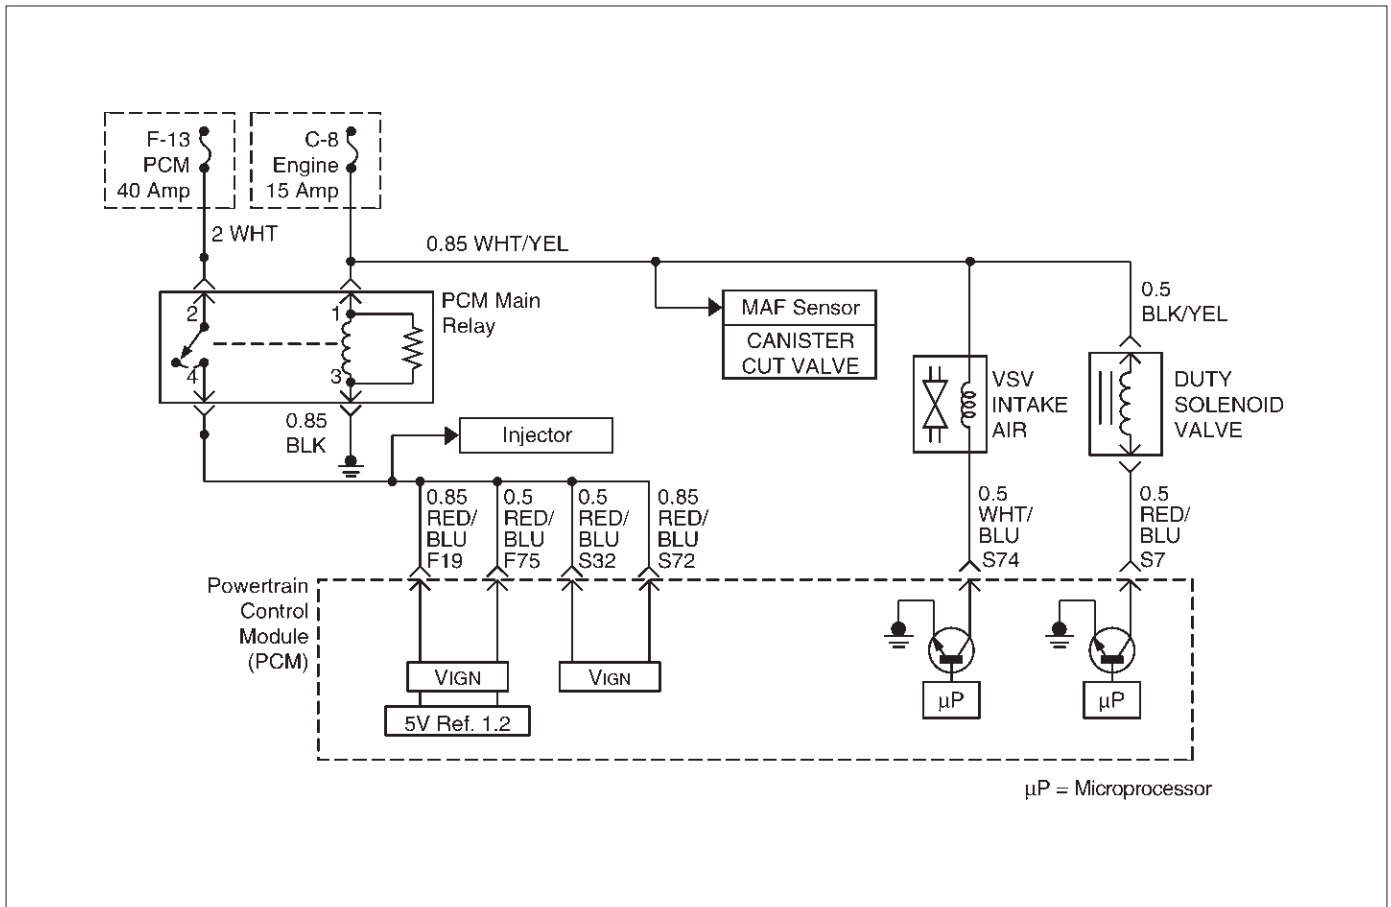 F-13
PCM
40 Amp
C-8
Engine
15 Amp
2 WHT
0.85 WHT/YEL
0.5
BLK/YEL
2
1
4
3
PCM Main
Relay
MAF Sensor
CANISTER
CUT VALVE
VSV
INTAKE
AIR
DUTY
SOLENOID
VALVE
0.85
BLK
Injector
0.85
RED/
BLU
F19
0.5
RED/
BLU
F75
0.5
RED/
BLU
S32
0.85
RED/
BLU
S72
0.5
WHT/
BLU
S74
0.5
RED/
BLU
S7
Powertrain
Control
Module
(PCM)
VIGN
VIGN
5V Ref. 1.2
µP
µP
µP = Microprocessor